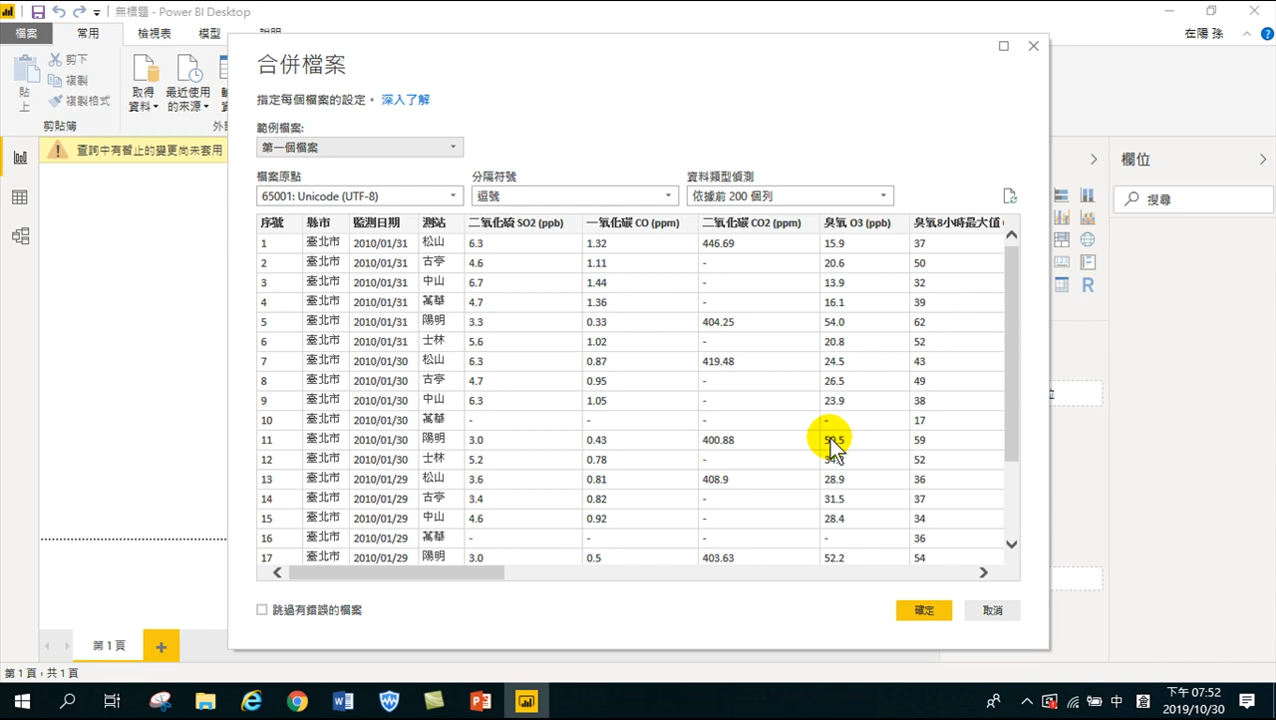 無標題 - Power BI Desktop
檔案 常用 檢視表 模型 說明 在陽 孫
貼上
剪下
複製
複製格式
剪貼簿
取得資料
最近使用的來源
查詢中有暫止的變更尚未套用
合併檔案
指定每個檔案的設定。 深入了解
範例檔案:
第一個檔案
檔案原點 分隔符號 資料類型偵測
65001: Unicode (UTF-8) 逗號 依據前 200 個列
序號 縣市 監測日期 測站 二氧化硫 SO2 (ppb) 一氧化碳 CO (ppm) 二氧化碳 CO2 (ppm) 臭氧 O3 (ppb) 臭氧8小時最大值 (
1 臺北市 2010/01/31 松山 6.3 1.32 446.69 15.9 37
2 臺北市 2010/01/31 古亭 4.6 1.11 - 20.6 50
3 臺北市 2010/01/31 中山 6.7 1.44 - 13.9 32
4 臺北市 2010/01/31 萬華 4.7 1.36 - 16.1 39
5 臺北市 2010/01/31 陽明 3.3 0.33 404.25 54.0 62
6 臺北市 2010/01/31 士林 5.6 1.02 - 20.8 52
7 臺北市 2010/01/30 松山 6.3 0.87 419.48 24.5 43
8 臺北市 2010/01/30 古亭 4.7 0.95 - 26.5 49
9 臺北市 2010/01/30 中山 6.3 1.05 - 23.9 38
10 臺北市 2010/01/30 萬華 - - - - 17
11 臺北市 2010/01/30 陽明 3.0 0.43 400.88 50.5 59
12 臺北市 2010/01/30 士林 5.2 0.78 - 52
13 臺北市 2010/01/29 松山 3.6 0.81 408.9 28.9 36
14 臺北市 2010/01/29 古亭 3.4 0.82 - 31.5 37
15 臺北市 2010/01/29 中山 4.6 0.92 - 28.4 34
16 臺北市 2010/01/29 萬華 - - - - 36
17 臺北市 2010/01/29 陽明 3.0 0.5 403.63 52.2 54
跳過有錯誤的檔案
確定 取消
欄位
搜尋
第 1 頁
第 1 頁，共 1 頁
中 倉
下午 07:52
2019/10/30